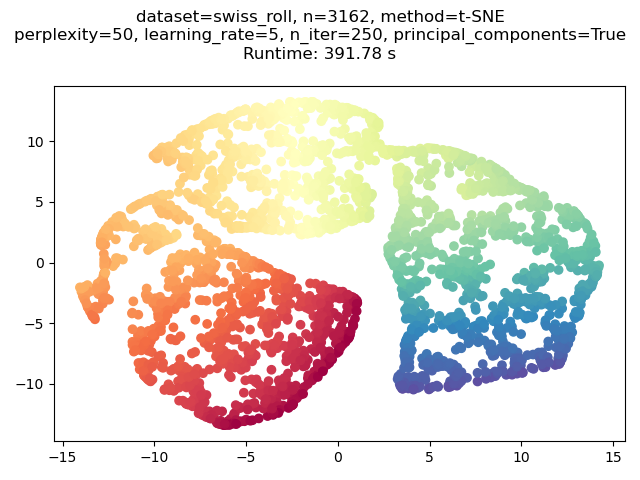 dataset=swiss_roll, n=3162, method=t-SNE
perplexity=50, learning_rate=5, n_iter=250, principal_components=True
Runtime: 391.78 s
10
5
0
−5
−10
−15 −10 −5 0 5 10 15